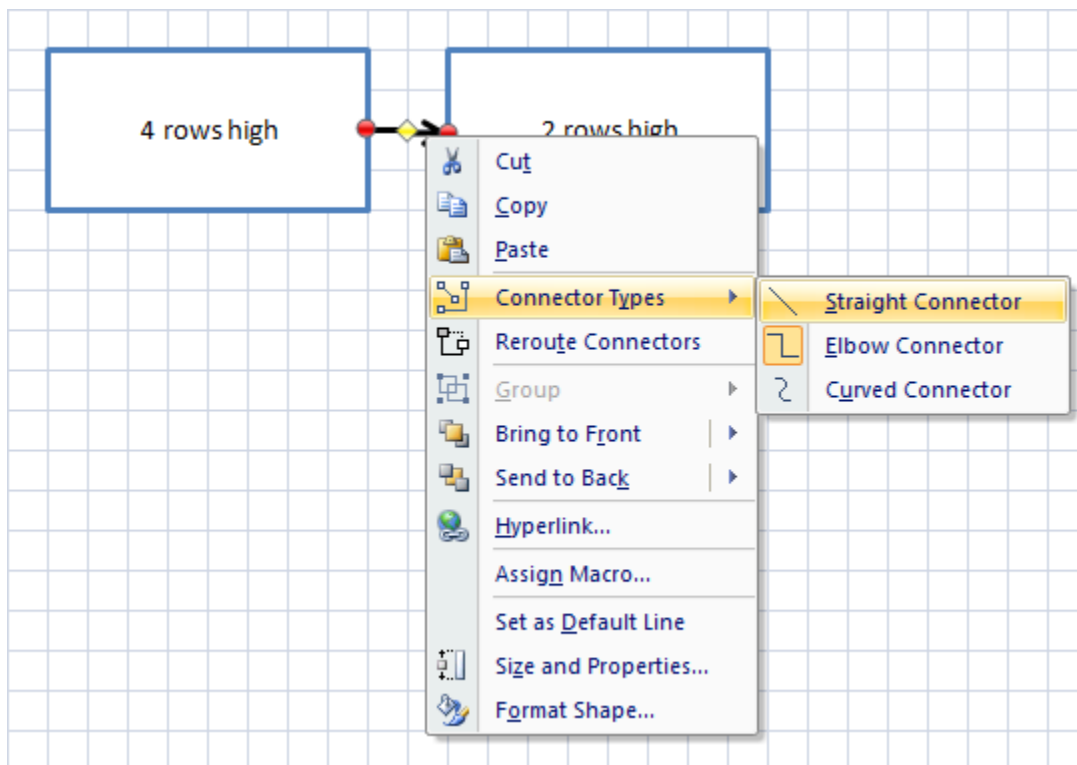 4 rows high
2 rows high
Cut
Copy
Paste
Connector Types
Reroute Connectors
Group
Bring to Front
Send to Back
Hyperlink...
Assign Macro...
Set as Default Line
Size and Properties...
Format Shape...
Straight Connector
Elbow Connector
Curved Connector